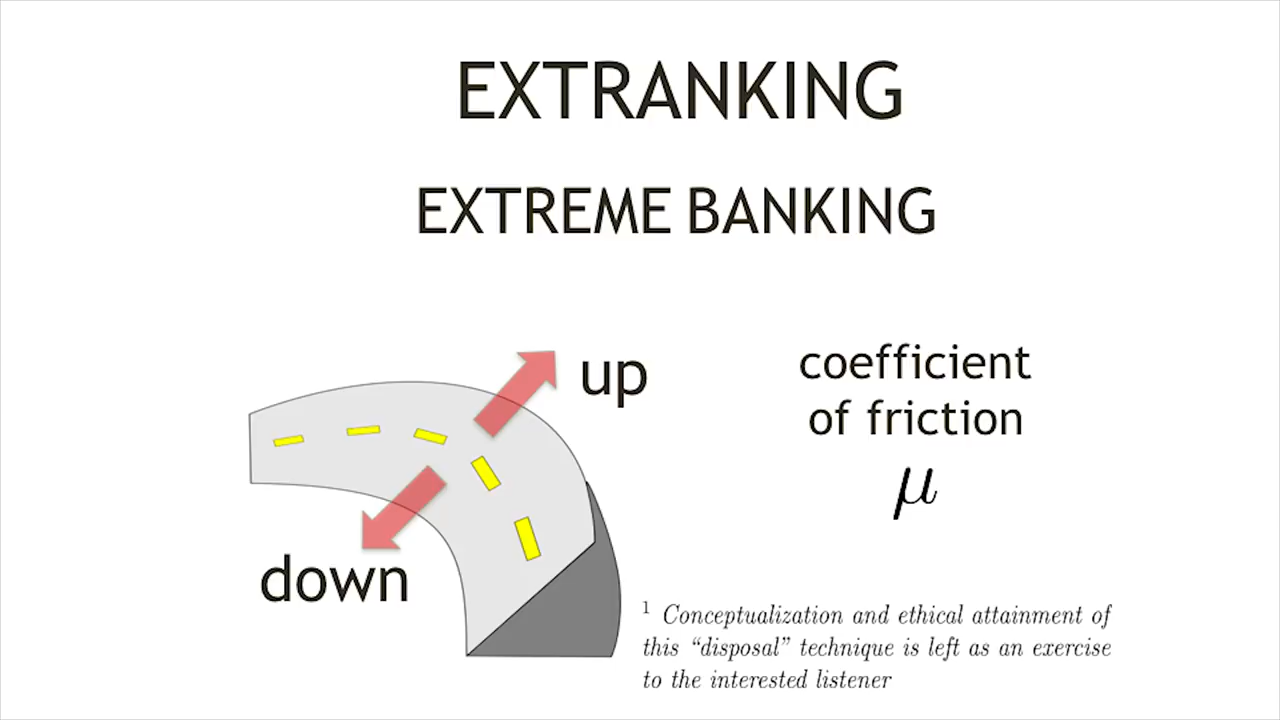 EXTRANKING
EXTREME BANKING
up
down
coefficient
of friction
μ
1 Conceptualization and ethical attainment of
this “disposal” technique is left as an exercise
to the interested listener